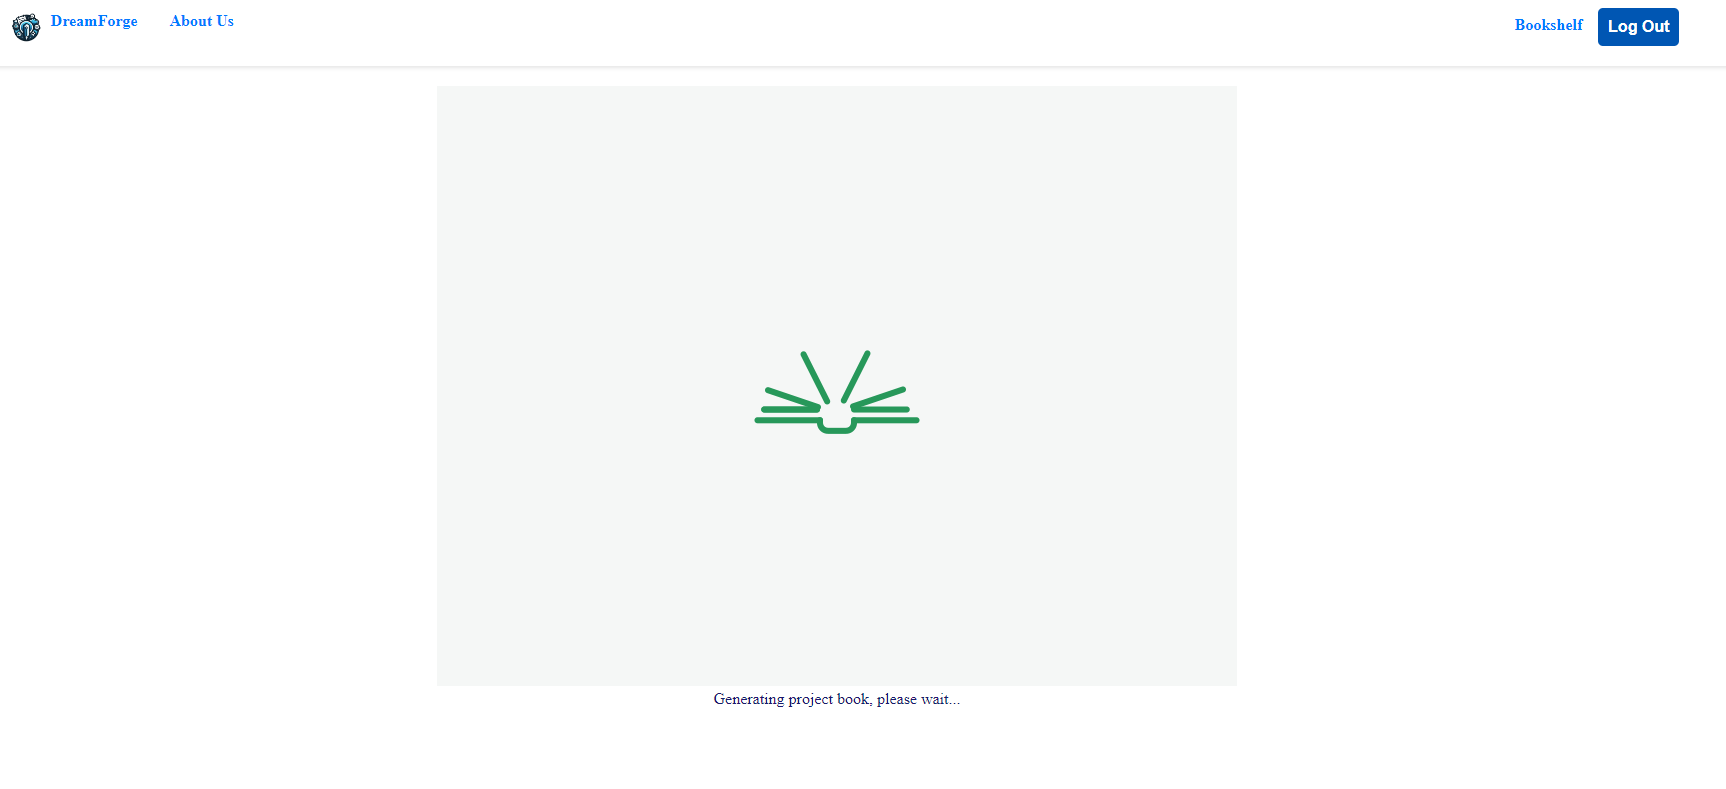 DreamForge
About Us
Bookshelf
Log Out
Generating project book, please wait...